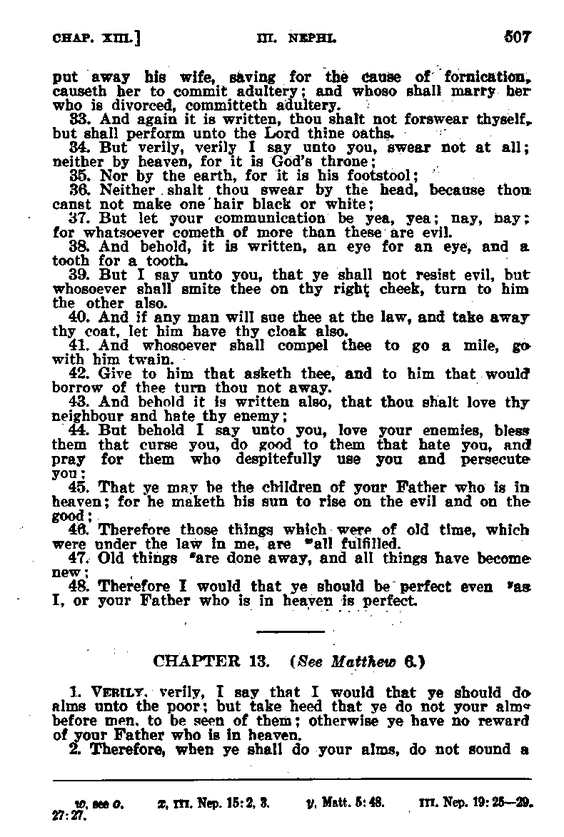 CHAP. XIII.] III. NEPHI. 507
put away his wife, saving for the cause of fornication,
causeth her to commit adultery; and whoso shall marry her
who is divorced, committeth adultery.
33. And again it is written, thou shalt not forswear thyself,
but shall perform unto the Lord thine oaths.
34. But verily, verily I say unto you, swear not at all;
neither by heaven, for it is God's throne;
35. Nor by the earth, for it is his footstool;
36. Neither shalt thou swear by the head, because thou
canst not make one hair black or white;
37. But let your communication be yea, yea; nay, nay;
for whatsoever cometh of more than these are evil.
38. And behold, it is written, an eye for an eye, and a
tooth for a tooth.
39. But I say unto you, that ye shall not resist evil, but
whosoever shall smite thee on thy right cheek, turn to him
the other also.
40. And if any man will sue thee at the law, and take away
thy coat, let him have thy cloak also.
41. And whosoever shall compel thee to go a mile, go
with him twain.
42. Give to him that asketh thee, and to him that would
borrow of thee turn thou not away.
43. And behold it is written also, that thou shalt love thy
neighbour and hate thy enemy;
44. But behold I say unto you, love your enemies, bless
them that curse you, do good to them that hate you, and
pray for them who despitefully use you and persecute
you;
45. That ye may be the children of your Father who is in
heaven; for he maketh his sun to rise on the evil and on the
good;
46. Therefore those things which were of old time, which
were under the law in me, are ʷall fulfilled.
47. Old things ˣare done away, and all things have become
new;
48. Therefore I would that ye should be perfect even ʸas
I, or your Father who is in heaven is perfect.
CHAPTER 13. (See Matthew 6.)
1. VERILY, verily, I say that I would that ye should do
alms unto the poor; but take heed that ye do not your alms
before men, to be seen of them; otherwise ye have no reward
of your Father who is in heaven.
2. Therefore, when ye shall do your alms, do not sound a
w, see o. x, III. Nep. 15: 2, 3. y, Matt. 5: 48. III. Nep. 19: 25—29.
27: 27.